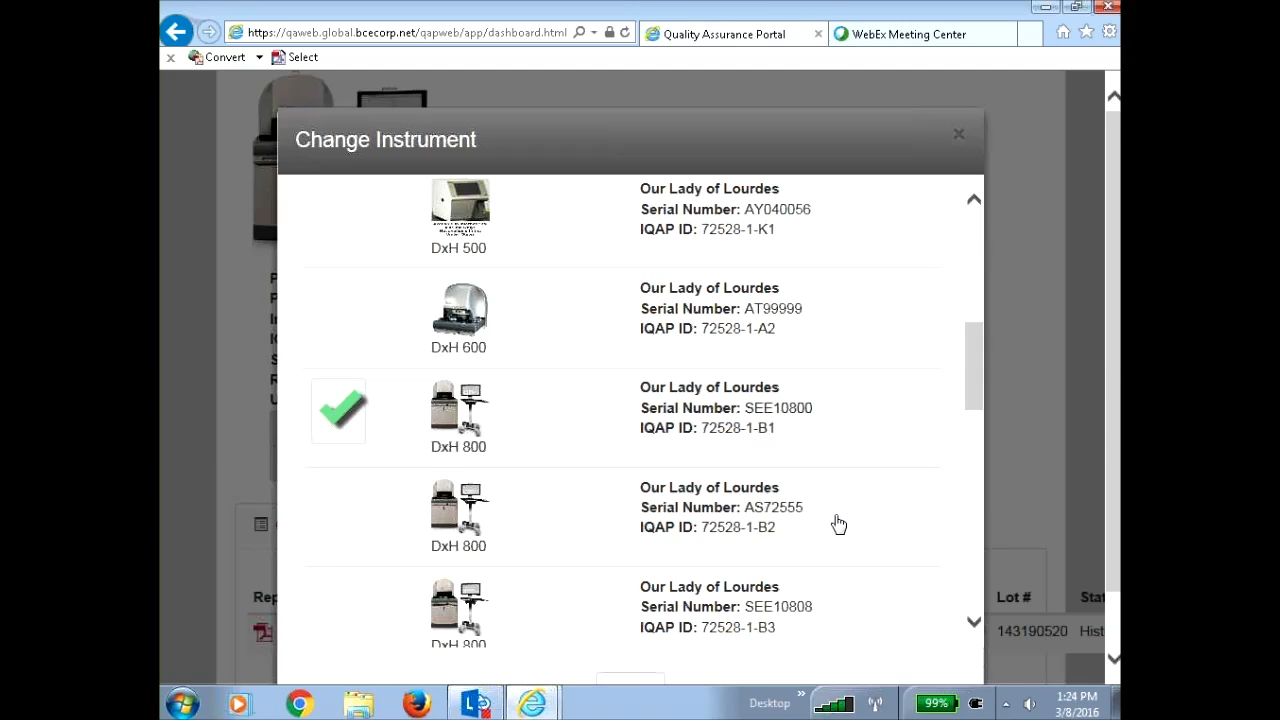 https://qaweb.global.bcecorp.net/qapweb/app/dashboard.html
Quality Assurance Portal
WebEx Meeting Center
Convert
Select
Change Instrument
Our Lady of Lourdes
Serial Number: AY040056
IQAP ID: 72528-1-K1
DxH 500
Our Lady of Lourdes
Serial Number: AT99999
IQAP ID: 72528-1-A2
DxH 600
Our Lady of Lourdes
Serial Number: SEE10800
IQAP ID: 72528-1-B1
DxH 800
Our Lady of Lourdes
Serial Number: AS72555
IQAP ID: 72528-1-B2
DxH 800
Our Lady of Lourdes
Serial Number: SEE10808
IQAP ID: 72528-1-B3
DxH 800
Rep
Lot #
Stat
143190520
Hist
Desktop
99%
1:24 PM
3/8/2016